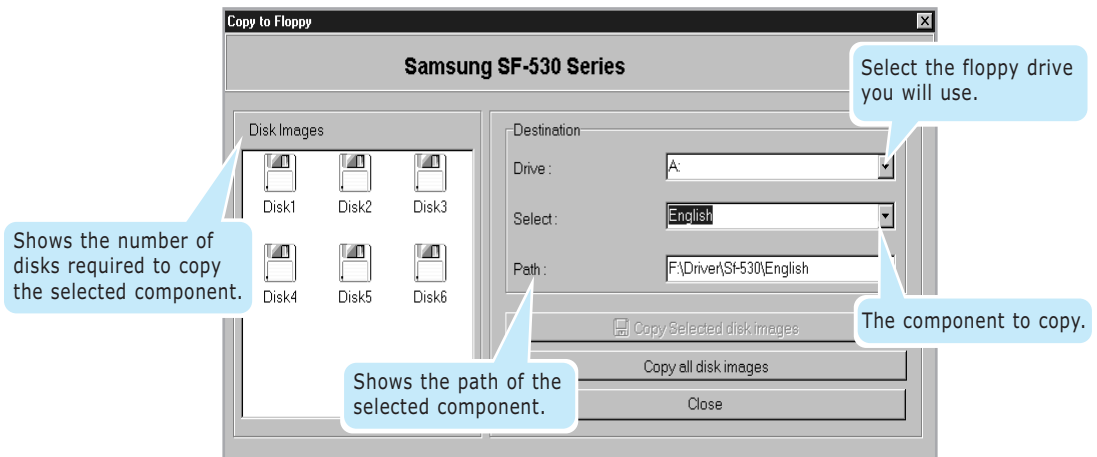 Copy to Floppy
Samsung SF-530 Series
Select the floppy drive
you will use.
Disk Images
Disk1
Disk2
Disk3
Disk4
Disk5
Disk6
Shows the number of
disks required to copy
the selected component.
Destination
Drive :
A:
Select :
English
Path :
F:\Driver\Sf-530\English
The component to copy.
Copy Selected disk images
Copy all disk images
Close
Shows the path of the
selected component.